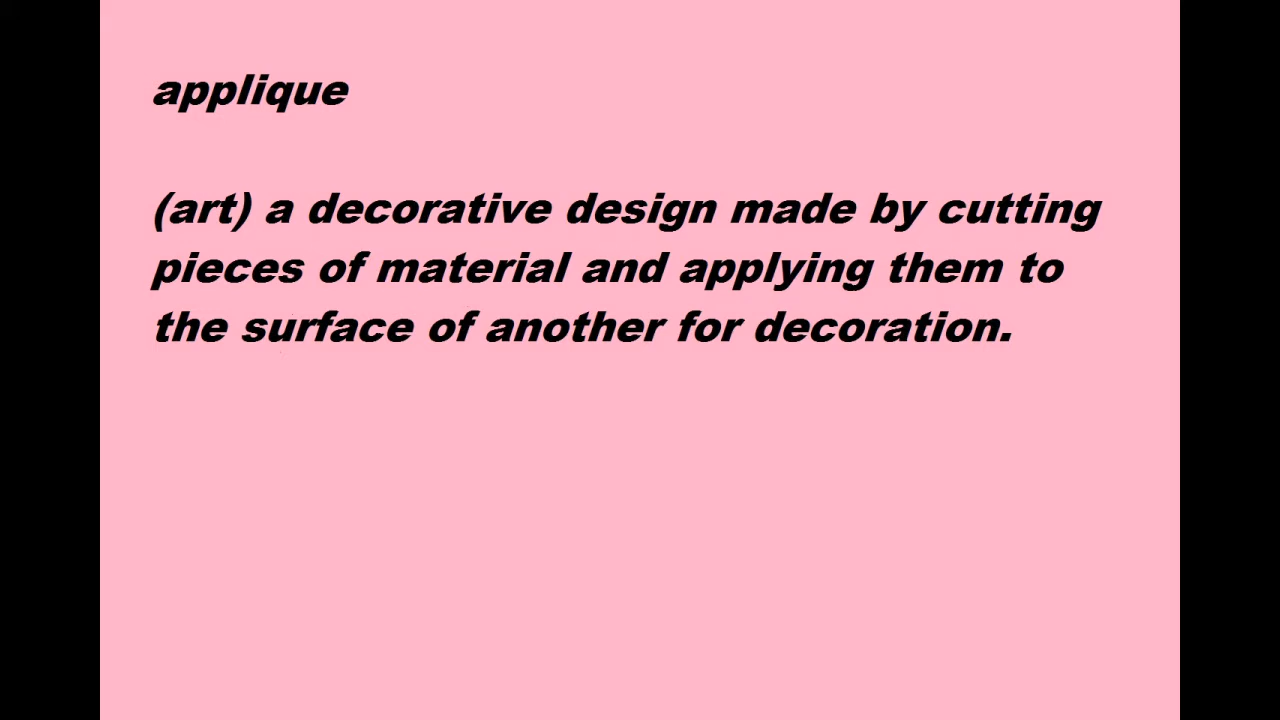 applique
(art) a decorative design made by cutting
pieces of material and applying them to
the surface of another for decoration.